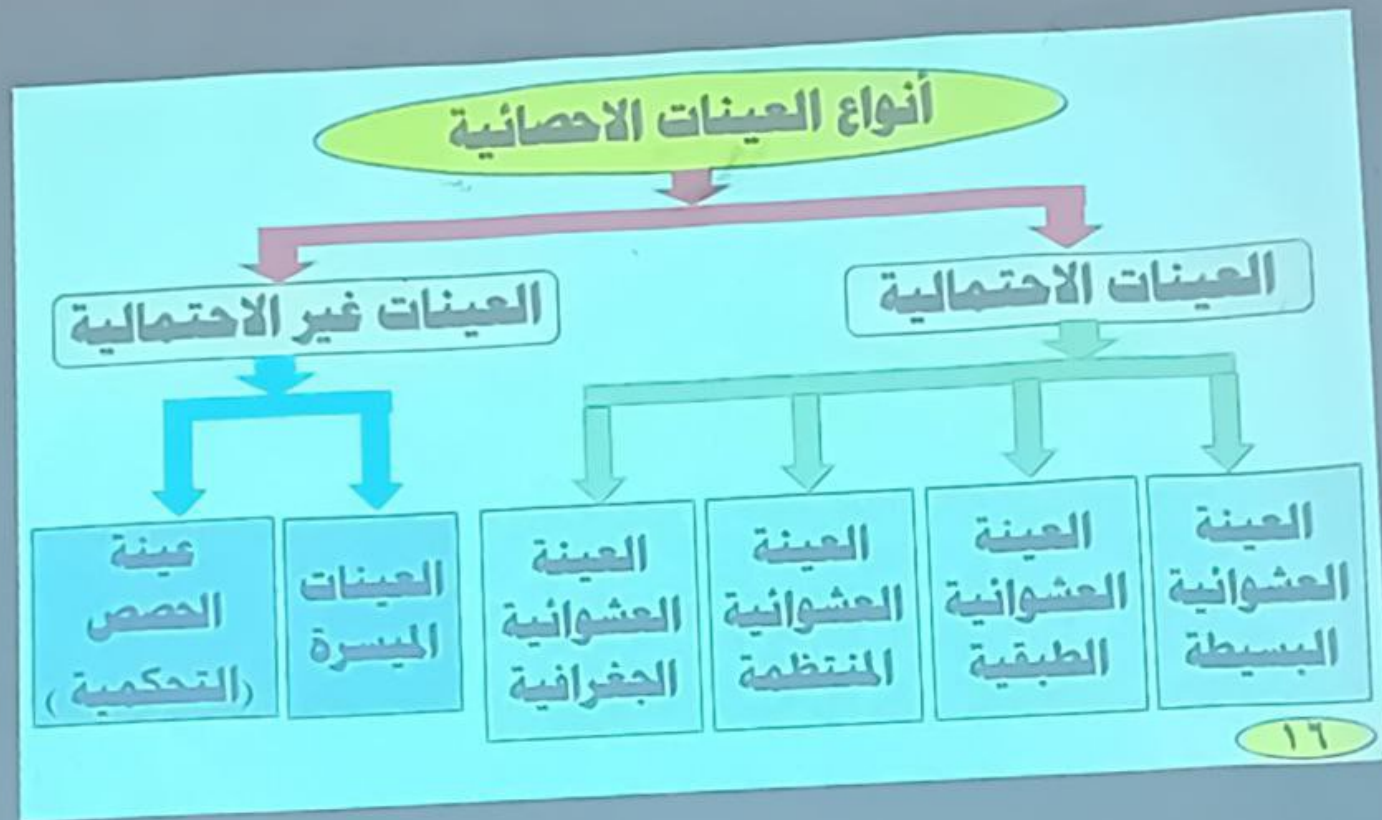 أنواع العينات الاحصائية
العينات الاحتمالية
العينات غير الاحتمالية
العينة
العشوائية
البسيطة
العينة
العشوائية
الطبقية
العينة
العشوائية
المنتظمة
العينة
العشوائية
الجغرافية
العينات
الميسرة
عينة
الحصص
(التحكمية)
١٦